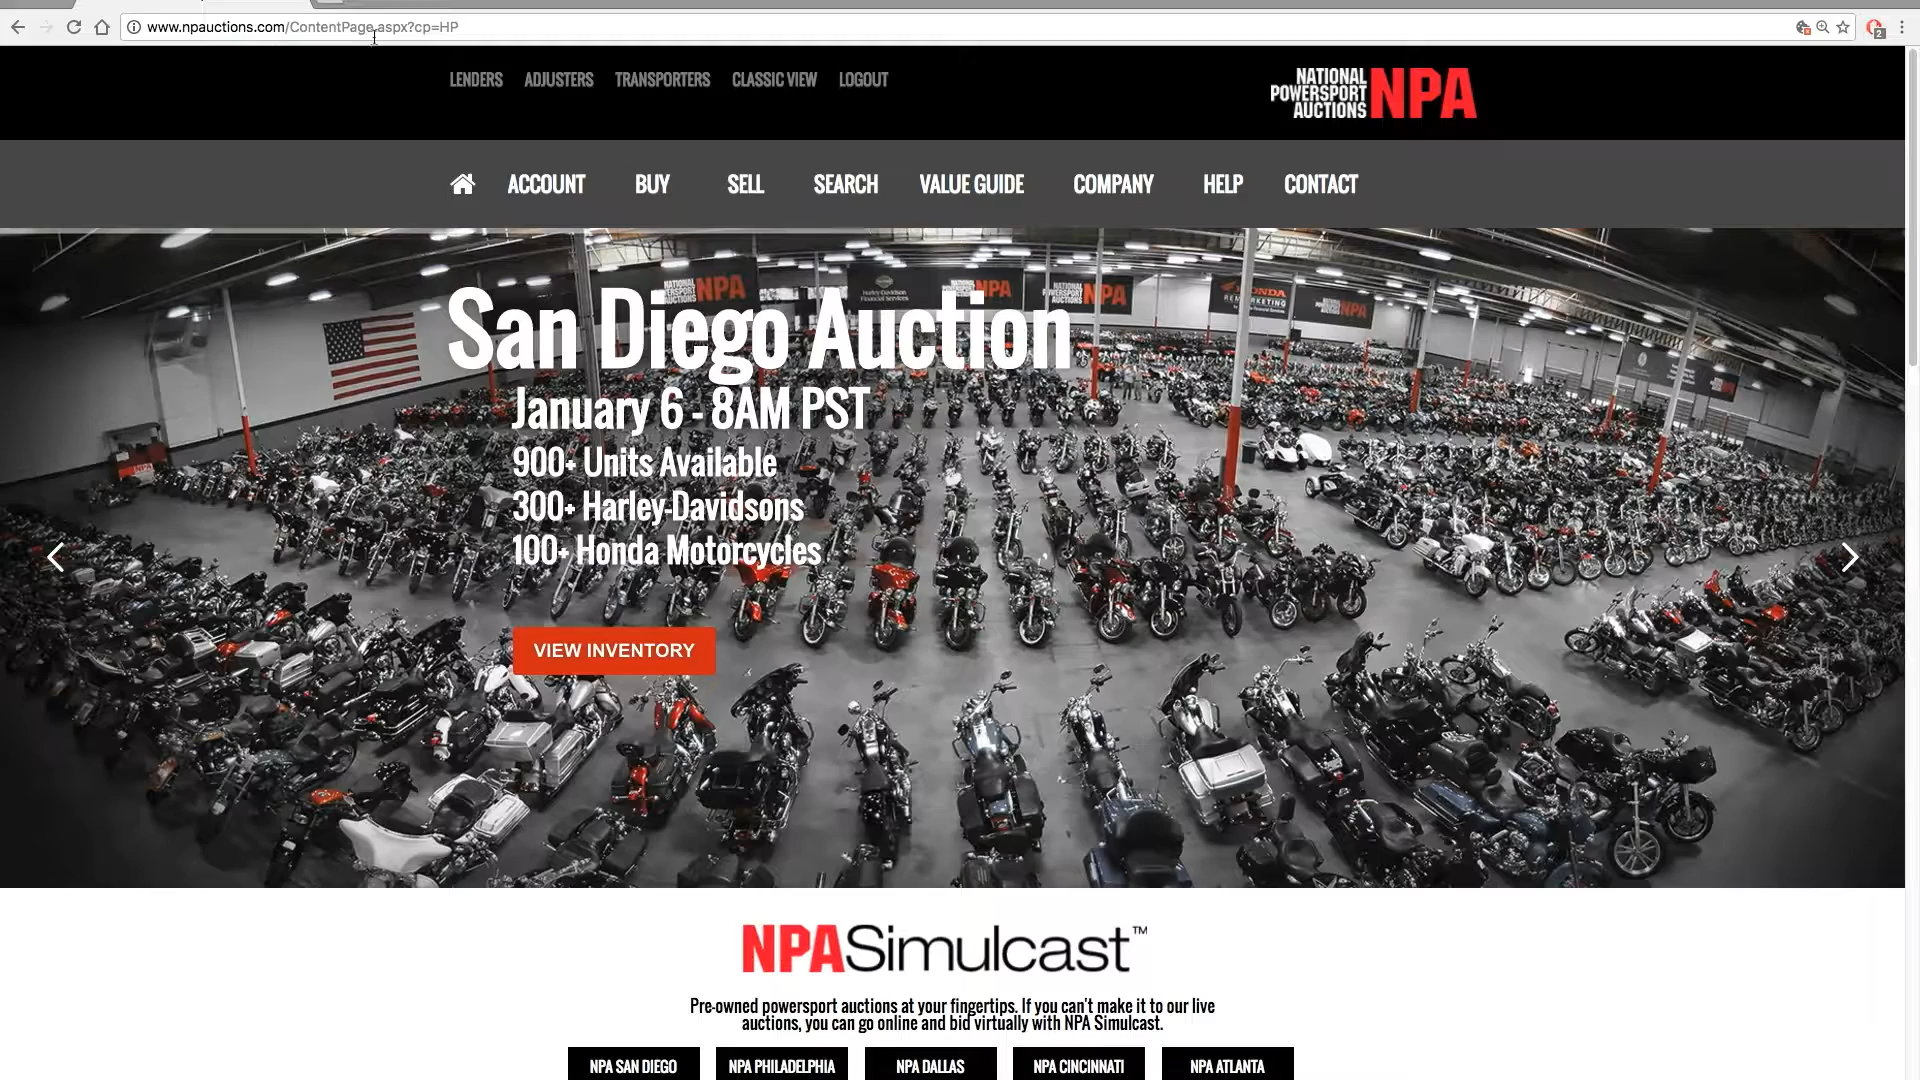 www.npauctions.com/ContentPage.aspx?cp=HP
2
LENDERS ADJUSTERS TRANSPORTERS CLASSIC VIEW LOGOUT
NATIONAL
POWERSPORT
AUCTIONS NPA
ACCOUNT BUY SELL SEARCH VALUE GUIDE COMPANY HELP CONTACT
San Diego Auction
January 6 - 8AM PST
900+ Units Available
300+ Harley-Davidsons
100+ Honda Motorcycles
VIEW INVENTORY
NPASimulcast™
Pre-owned powersport auctions at your fingertips. If you can't make it to our live
auctions, you can go online and bid virtually with NPA Simulcast.
NPA SAN DIEGO NPA PHILADELPHIA NPA DALLAS NPA CINCINNATI NPA ATLANTA